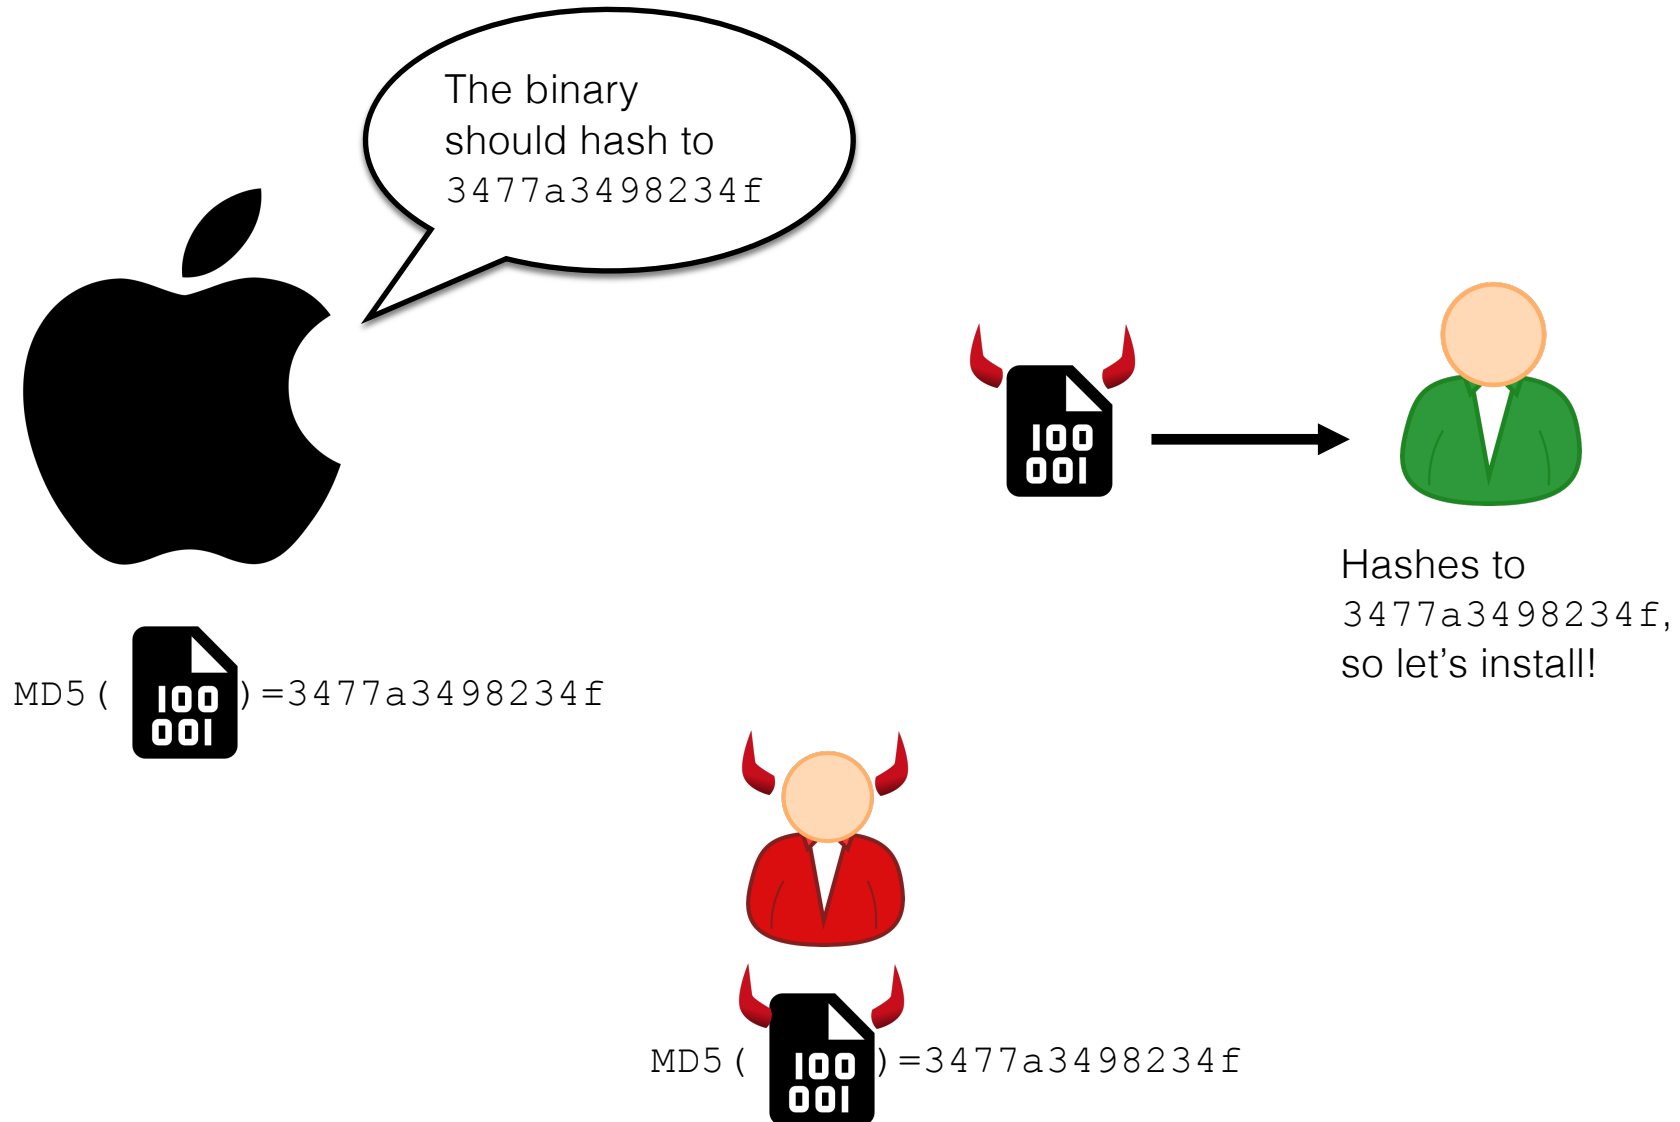 The binary
should hash to
3477a3498234f
100
001
Hashes to
3477a3498234f,
so let’s install!
MD5( 100
001 )=3477a3498234f
MD5( 100
001 )=3477a3498234f